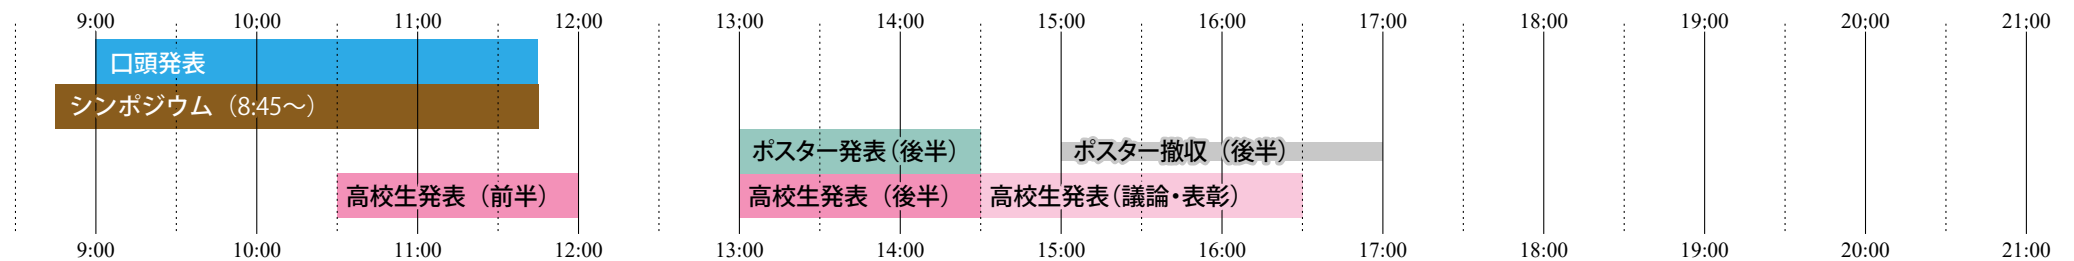 9:00 10:00 11:00 12:00 13:00 14:00 15:00 16:00 17:00 18:00 19:00 20:00 21:00
口頭発表
シンポジウム（8:45～）
ポスター発表（後半） ポスター撤収（後半）
高校生発表（前半） 高校生発表（後半） 高校生発表（議論・表彰）
9:00 10:00 11:00 12:00 13:00 14:00 15:00 16:00 17:00 18:00 19:00 20:00 21:00